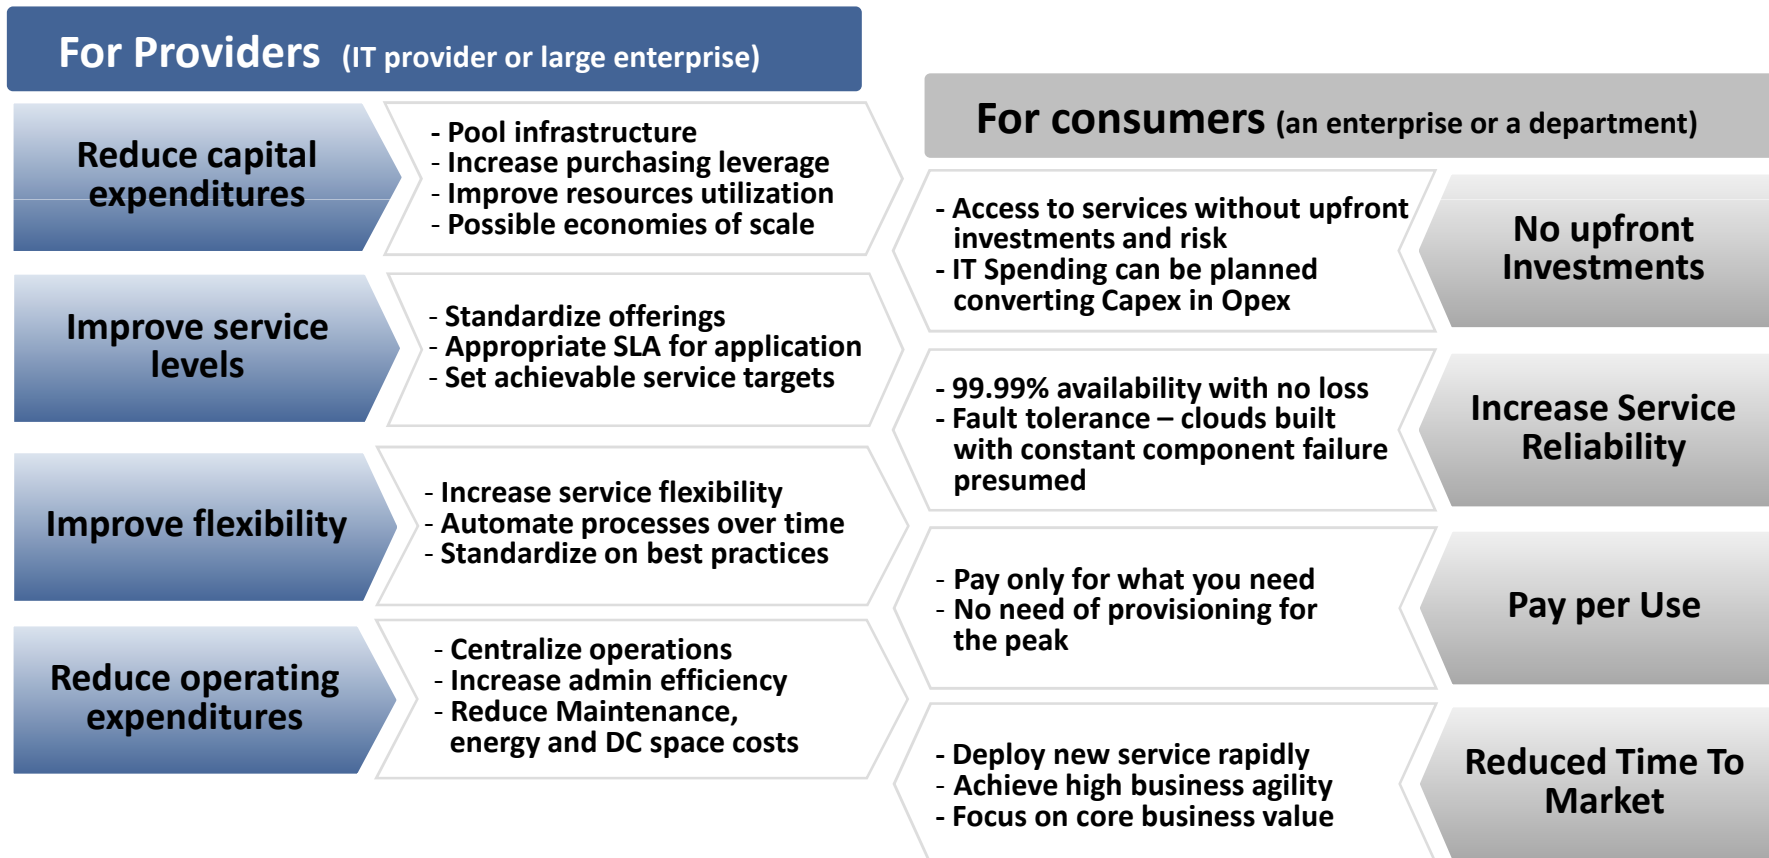 For Providers (IT provider or large enterprise)
Reduce capital
expenditures
- Pool infrastructure
- Increase purchasing leverage
- Improve resources utilization
- Possible economies of scale
Improve service
levels
- Standardize offerings
- Appropriate SLA for application
- Set achievable service targets
Improve flexibility
- Increase service flexibility
- Automate processes over time
- Standardize on best practices
Reduce operating
expenditures
- Centralize operations
- Increase admin efficiency
- Reduce Maintenance,
energy and DC space costs
For consumers (an enterprise or a department)
- Access to services without upfront
investments and risk
- IT Spending can be planned
converting Capex in Opex
No upfront
Investments
- 99.99% availability with no loss
- Fault tolerance – clouds built
with constant component failure
presumed
Increase Service
Reliability
- Pay only for what you need
- No need of provisioning for
the peak
Pay per Use
- Deploy new service rapidly
- Achieve high business agility
- Focus on core business value
Reduced Time To
Market